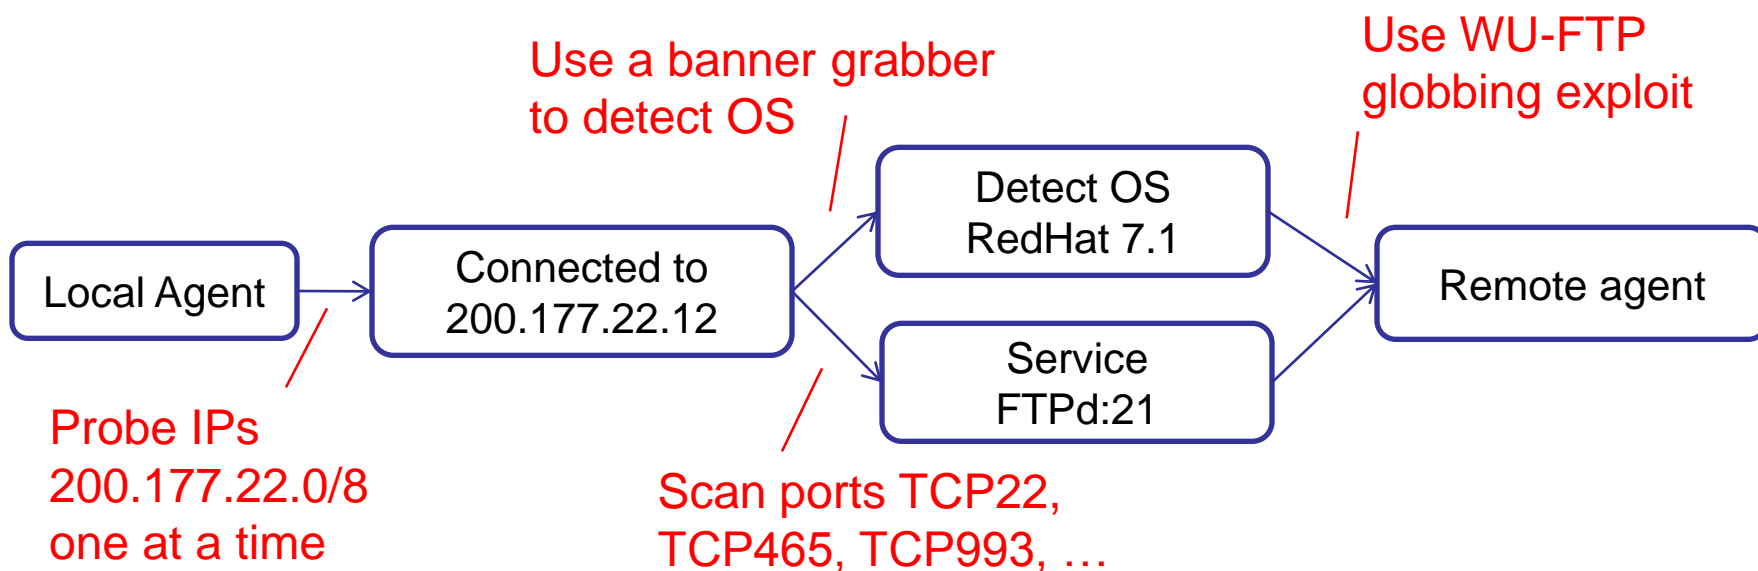 Use a banner grabber
to detect OS
Use WU-FTP
globbing exploit
Detect OS
RedHat 7.1
Local Agent
Connected to
200.177.22.12
Remote agent
Service
FTPd:21
Probe IPs
200.177.22.0/8
one at a time
Scan ports TCP22,
TCP465, TCP993, …